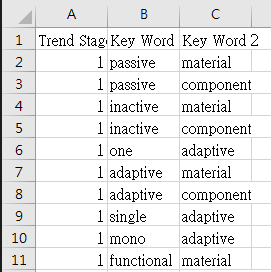 A B C
1 Trend Stag Key Word Key Word 2
2 1 passive material
3 1 passive component
4 1 inactive material
5 1 inactive component
6 1 one adaptive
7 1 adaptive material
8 1 adaptive component
9 1 single adaptive
10 1 mono adaptive
11 1 functional material